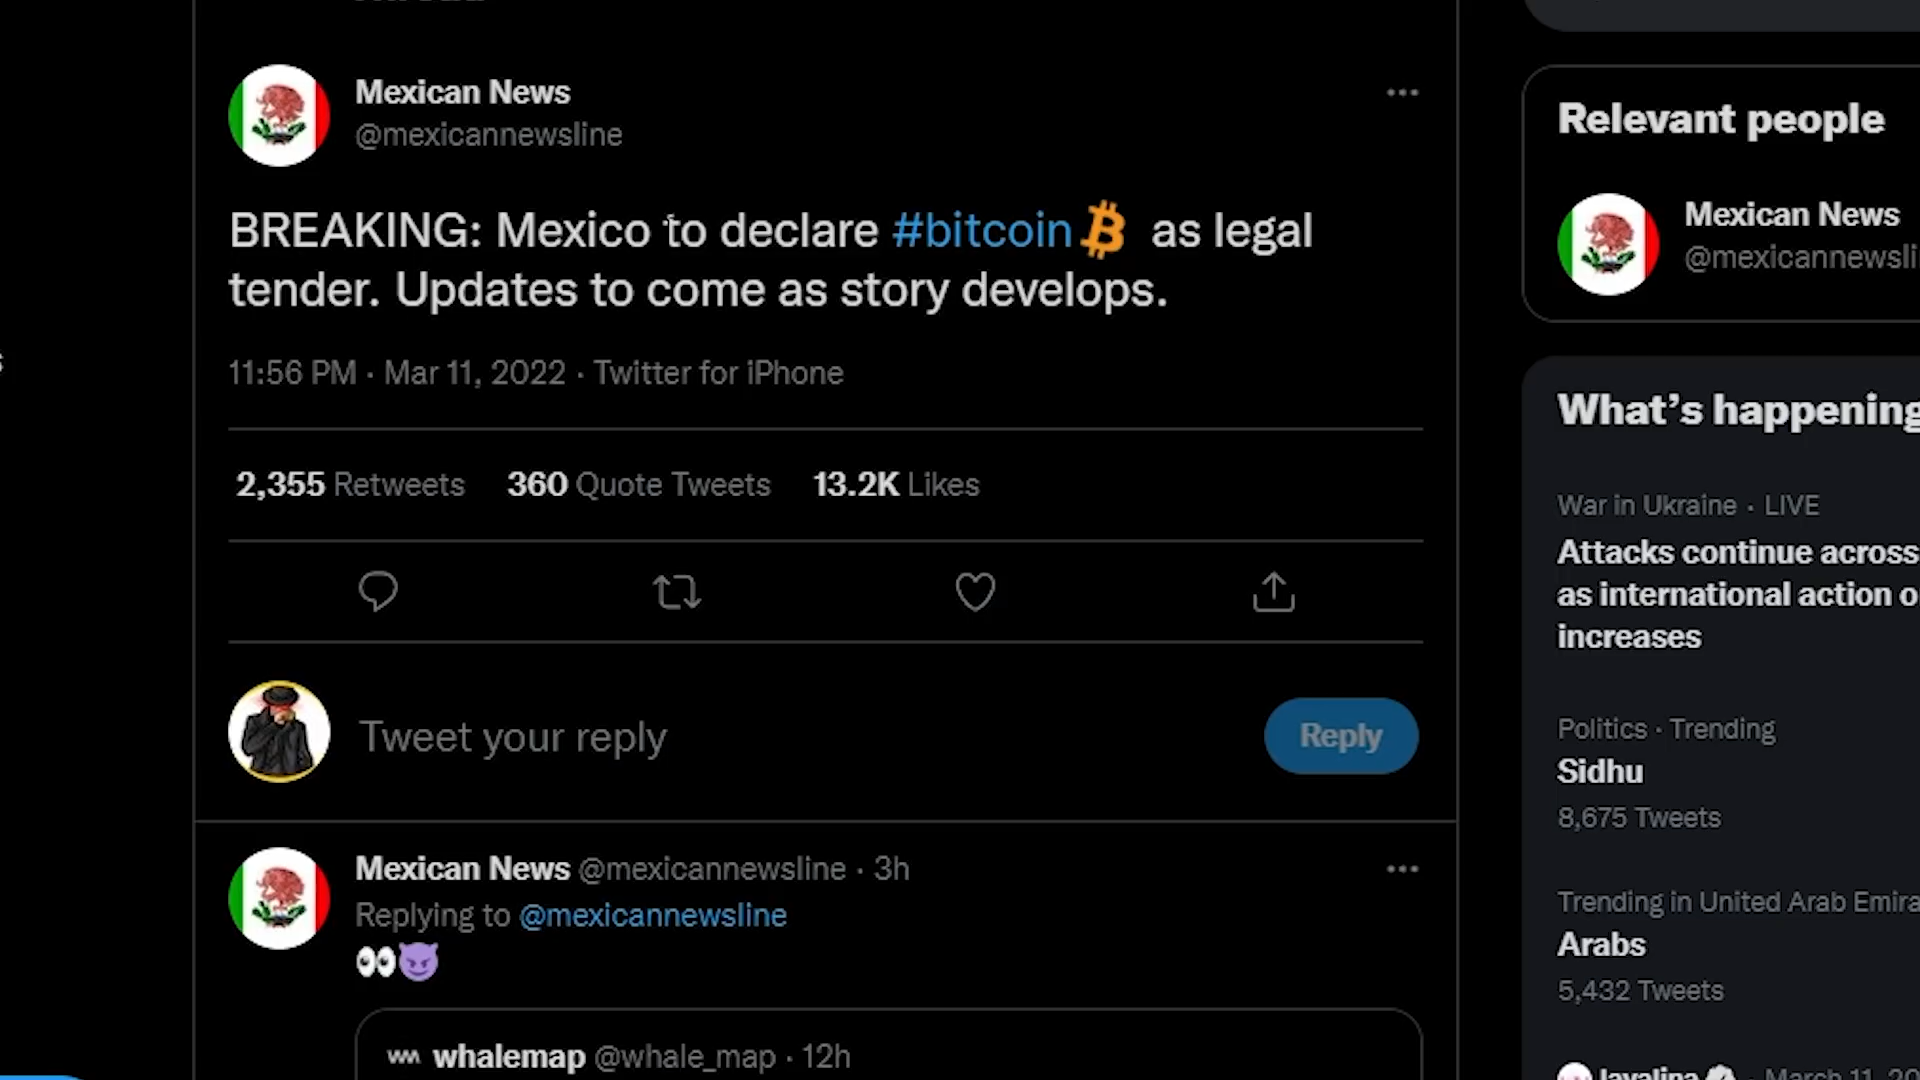 Mexican News
@mexicannewsline
BREAKING: Mexico to declare #bitcoin as legal
tender. Updates to come as story develops.
11:56 PM · Mar 11, 2022 · Twitter for iPhone
2,355 Retweets 360 Quote Tweets 13.2K Likes
Tweet your reply
Reply
Mexican News @mexicannewsline · 3h
Replying to @mexicannewsline
👀😈
whalemap @whale_map · 12h
Relevant people
Mexican News
@mexicannewsli
What's happening
War in Ukraine · LIVE
Attacks continue across
as international action o
increases
Politics · Trending
Sidhu
8,675 Tweets
Trending in United Arab Emira
Arabs
5,432 Tweets
March 11, 20